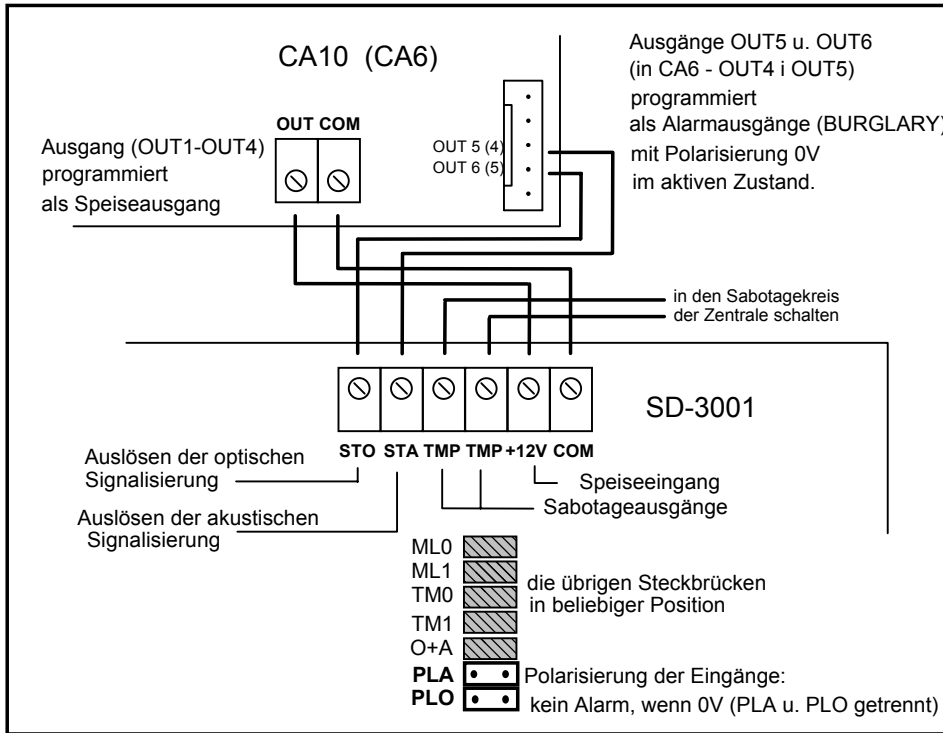 CA10 (CA6)
OUT COM
Ausgang (OUT1-OUT4)
programmiert
als Speiseausgang
OUT 5 (4)
OUT 6 (5)
Ausgänge OUT5 u. OUT6
(in CA6 - OUT4 i OUT5)
programmiert
als Alarmausgänge (BURGLARY)
mit Polarisierung 0V
im aktiven Zustand.
in den Sabotagekreis
der Zentrale schalten
SD-3001
STO STA TMP TMP +12V COM
Auslösen der optischen
Signalisierung
Auslösen der akustischen
Signalisierung
Speiseeingang
Sabotageausgänge
ML0
ML1
TM0
TM1
O+A
PLA
PLO
die übrigen Steckbrücken
in beliebiger Position
Polarisierung der Eingänge:
kein Alarm, wenn 0V (PLA u. PLO getrennt)